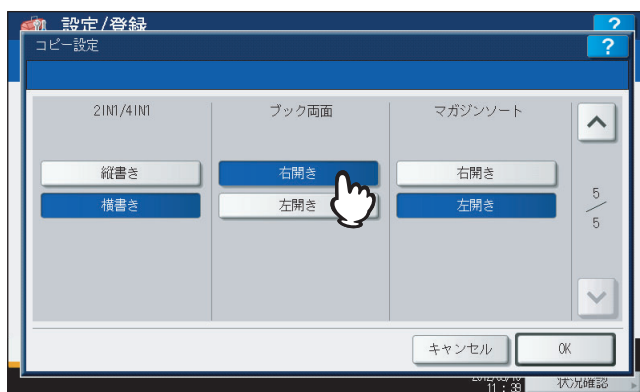 設定/登録
?
コピー設定
?
2IN1/4IN1 ブック両面 マガジンソート
縦書き 右開き 右開き
横書き 左開き 左開き
5
5
キャンセル OK
11:39 状況確認